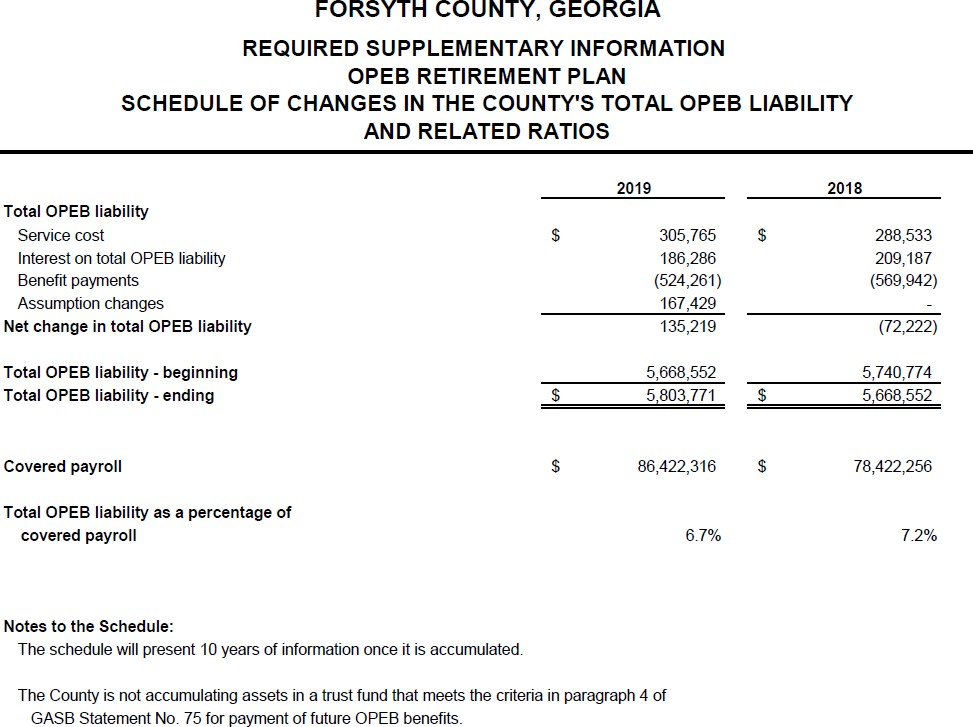 FORSYTH COUNTY, GEORGIA
REQUIRED SUPPLEMENTARY INFORMATION
OPEB RETIREMENT PLAN
SCHEDULE OF CHANGES IN THE COUNTY'S TOTAL OPEB LIABILITY
AND RELATED RATIOS
2019 2018
Total OPEB liability
Service cost $ 305,765 $ 288,533
Interest on total OPEB liability 186,286 209,187
Benefit payments (524,261) (569,942)
Assumption changes 167,429 -
Net change in total OPEB liability 135,219 (72,222)
Total OPEB liability - beginning 5,668,552 5,740,774
Total OPEB liability - ending $ 5,803,771 $ 5,668,552
Covered payroll $ 86,422,316 $ 78,422,256
Total OPEB liability as a percentage of
covered payroll 6.7% 7.2%
Notes to the Schedule:
The schedule will present 10 years of information once it is accumulated.
The County is not accumulating assets in a trust fund that meets the criteria in paragraph 4 of
GASB Statement No. 75 for payment of future OPEB benefits.